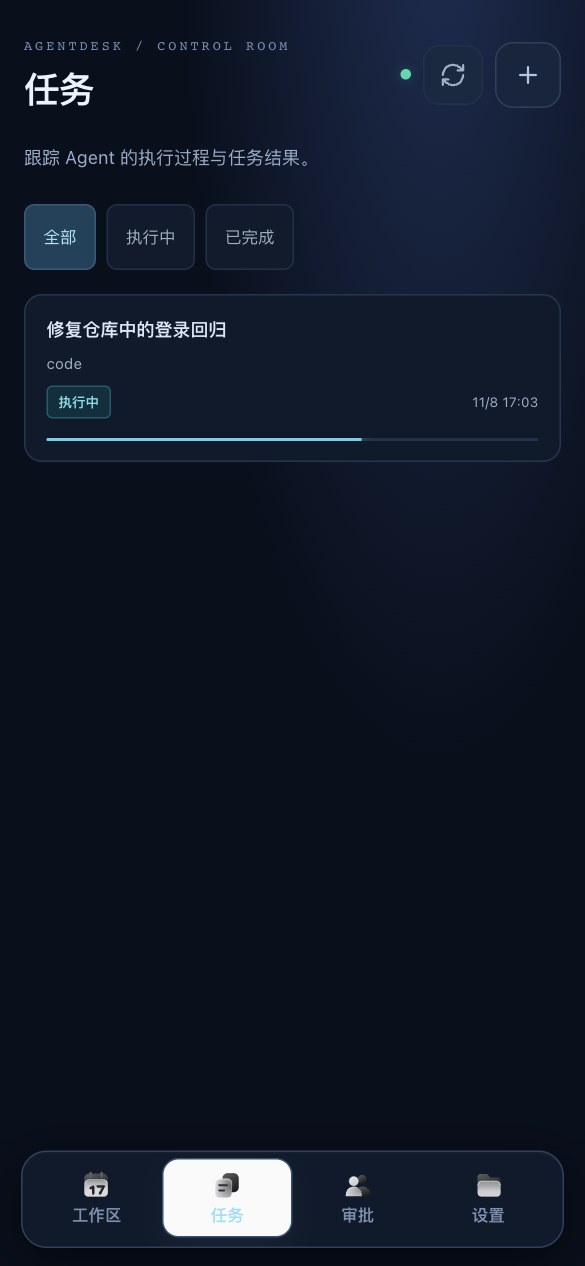 AGENTDESK / CONTROL ROOM
任务
跟踪 Agent 的执行过程与任务结果。
全部 执行中 已完成
修复仓库中的登录回归
code
执行中 11/8 17:03
17
工作区 任务 审批 设置